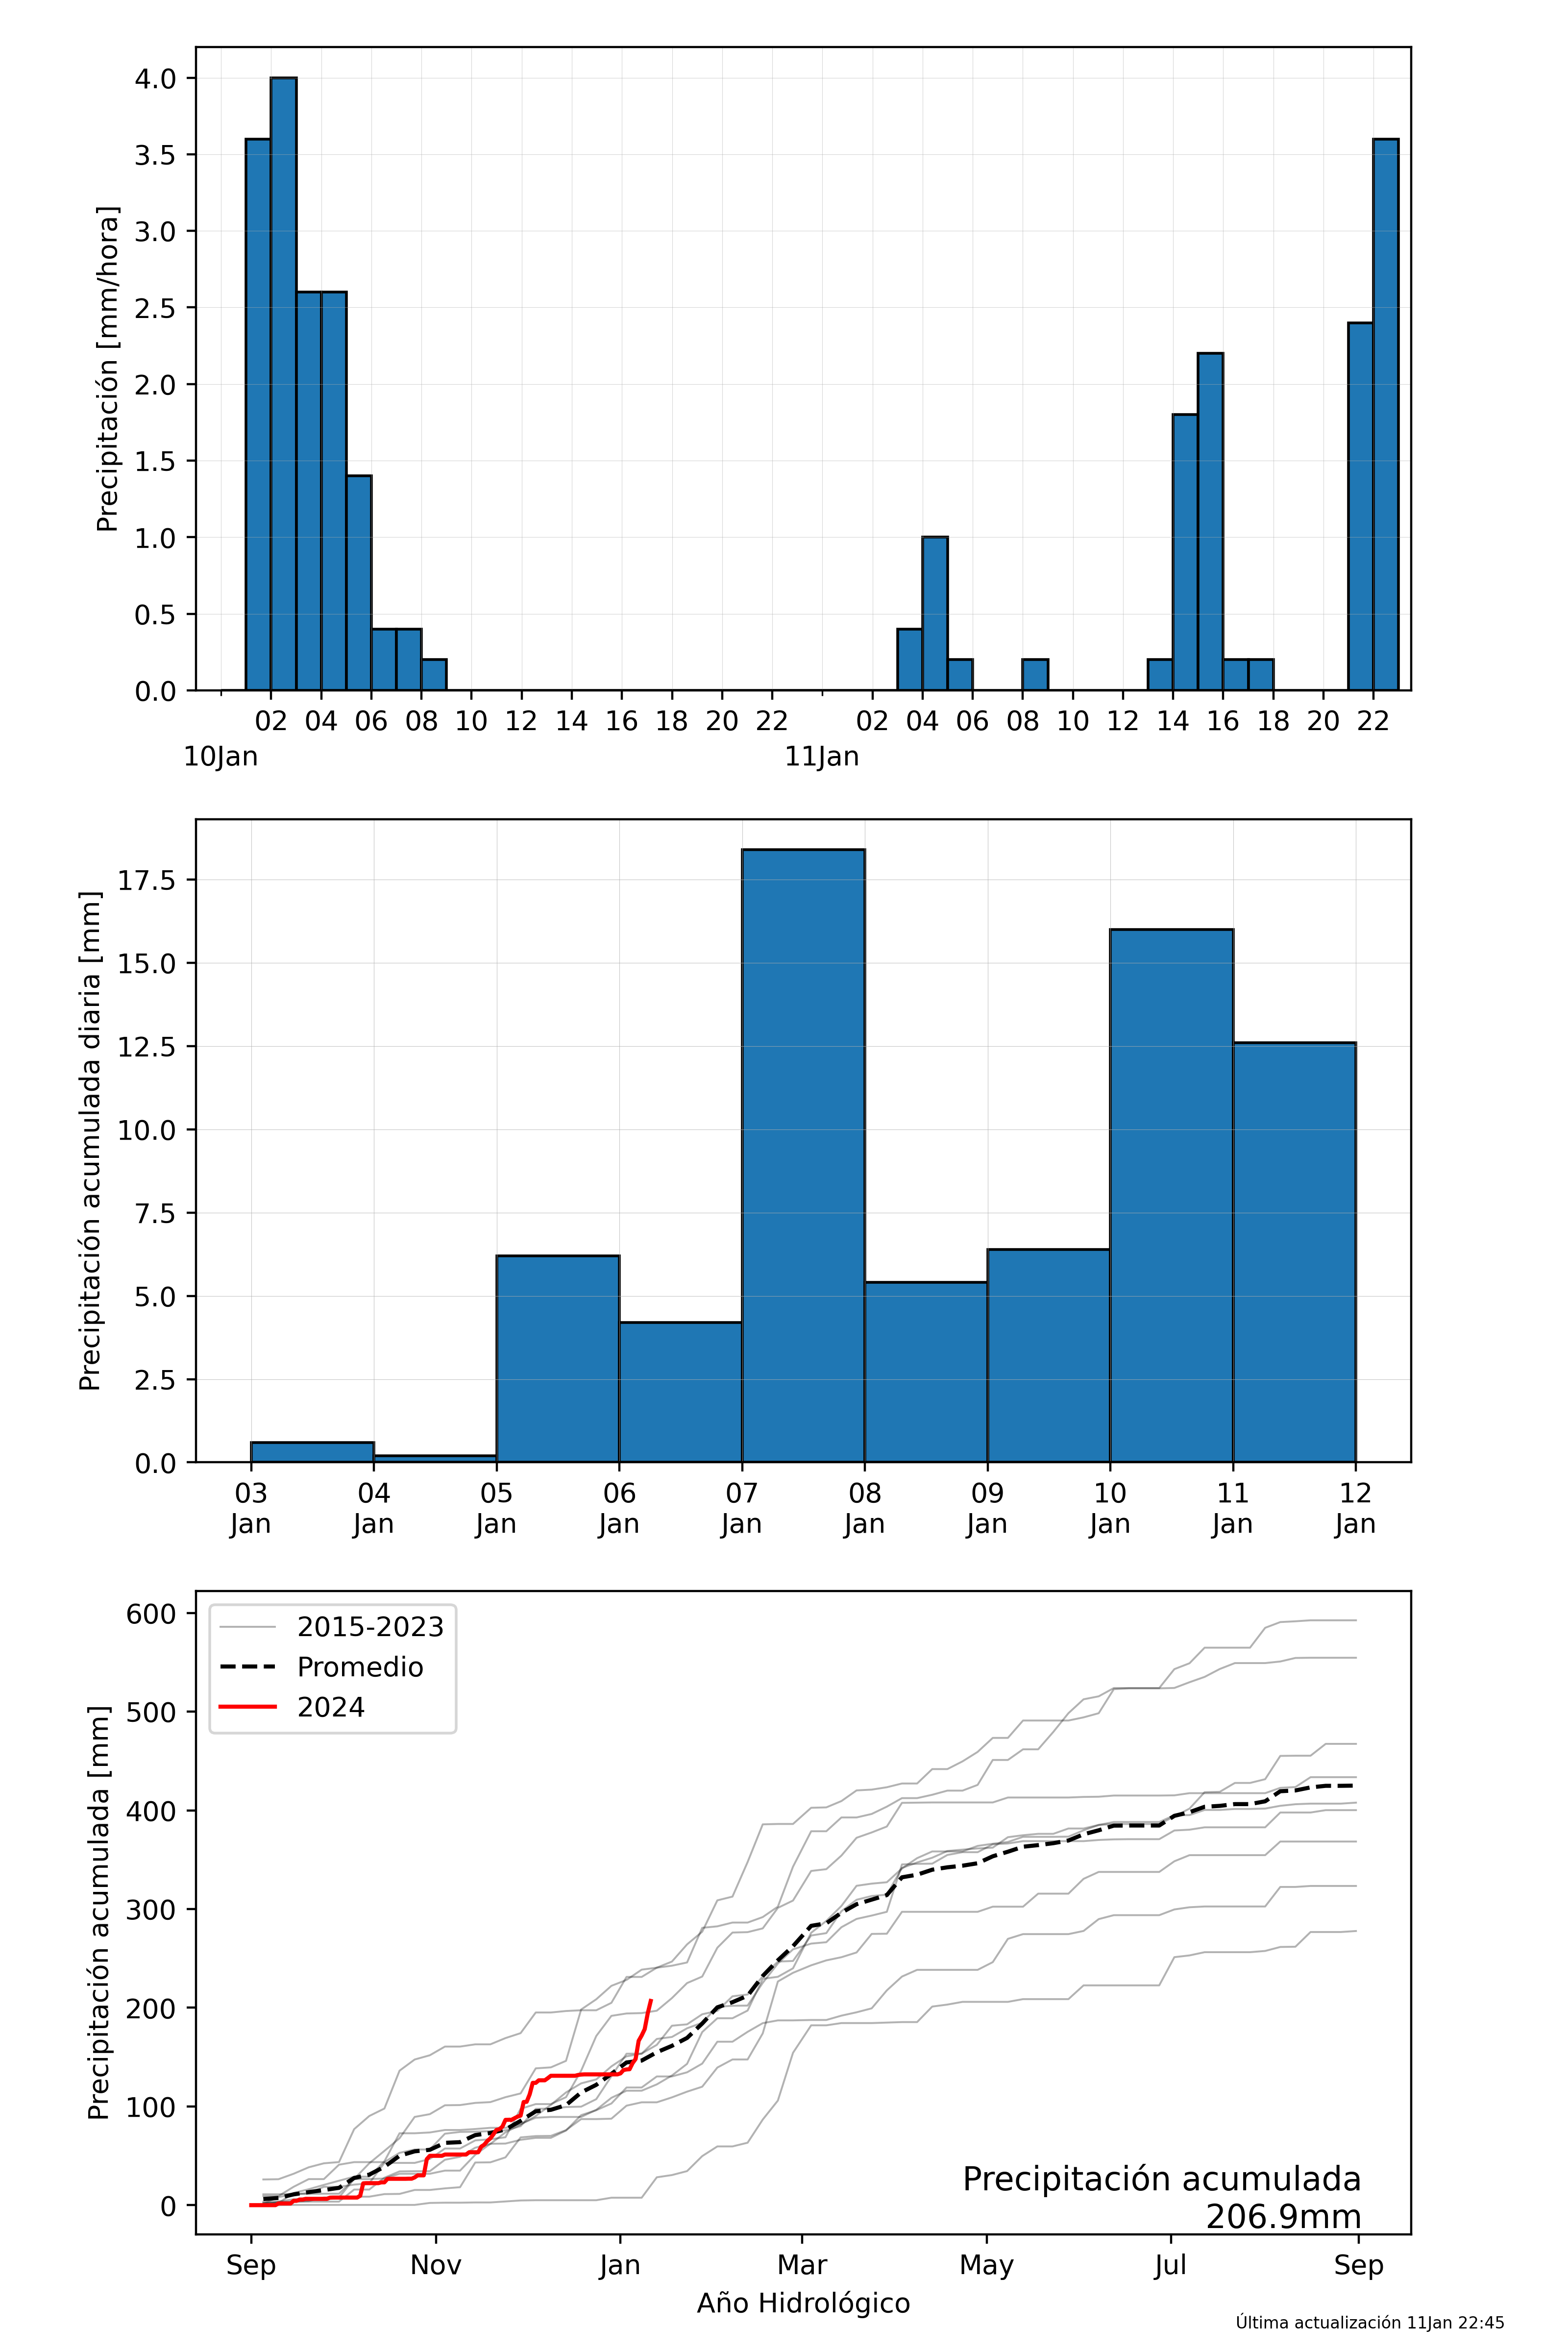 4.0
3.5
3.0
2.5
2.0
1.5
1.0
0.5
0.0
Precipitación [mm/hora]
02 04 06 08 10 12 14 16 18 20 22 02 04 06 08 10 12 14 16 18 20 22
10Jan 11Jan
17.5
15.0
12.5
10.0
7.5
5.0
2.5
0.0
Precipitación acumulada diaria [mm]
03 04 05 06 07 08 09 10 11 12
Jan Jan Jan Jan Jan Jan Jan Jan Jan Jan
600
500
400
300
200
100
0
Precipitación acumulada [mm]
2015-2023
Promedio
2024
Precipitación acumulada
206.9mm
Sep Nov Jan Mar May Jul Sep
Año Hidrológico
Última actualización 11Jan 22:45